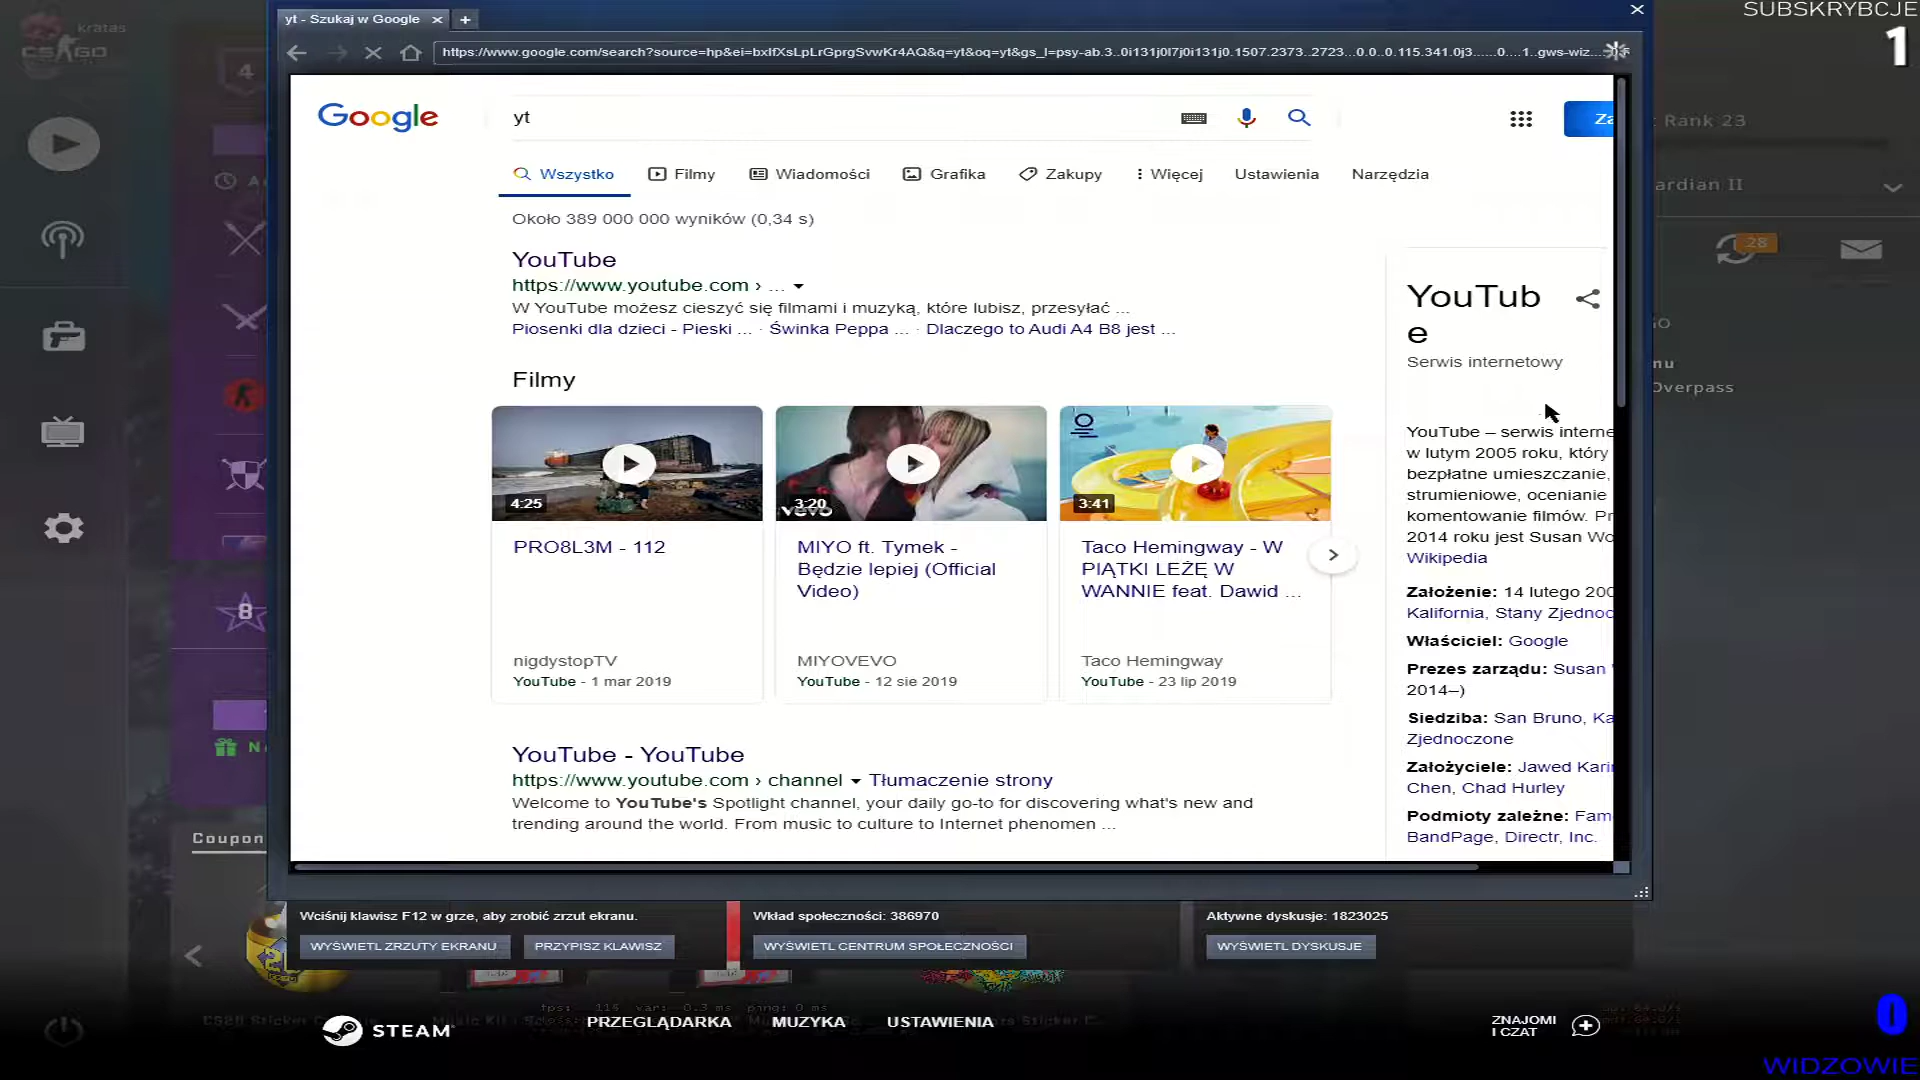 yt - Szukaj w Google
kratas
CS:GO
SUBSKRYBCJE
1
https://www.google.com/search?source=hp&ei=bxIfXsLpLrGprgSvwKr4AQ&q=yt&oq=yt&gs_l=psy-ab.3..0i131j0l7j0i131j0.1507.2373..2723...0.0..0.115.341.0j3......0....1..gws-wiz...
4
Google
yt
Za
Rank 23
Wszystko
Filmy
Wiadomości
Grafika
Zakupy
Więcej
Ustawienia
Narzędzia
ardian II
Około 389 000 000 wyników (0,34 s)
28
YouTube
https://www.youtube.com › ...
W YouTube możesz cieszyć się filmami i muzyką, które lubisz, przesyłać ...
Piosenki dla dzieci - Pieski ... · Świnka Peppa ... · Dlaczego to Audi A4 B8 jest ...
YouTub
e
Serwis internetowy
nu
Overpass
Filmy
4:25
3:20
vevo
3:41
PRO8L3M - 112
MIYO ft. Tymek -
Będzie lepiej (Official
Video)
Taco Hemingway - W
PIĄTKI LEŻĘ W
WANNIE feat. Dawid ...
nigdystopTV
YouTube - 1 mar 2019
MIYOVEVO
YouTube - 12 sie 2019
Taco Hemingway
YouTube - 23 lip 2019
YouTube – serwis interne
w lutym 2005 roku, który
bezpłatne umieszczanie,
strumieniowe, ocenianie
komentowanie filmów. Pr
2014 roku jest Susan Wo
Wikipedia
Założenie: 14 lutego 200
Kalifornia, Stany Zjednoc
Właściciel: Google
Prezes zarządu: Susan
2014–)
Siedziba: San Bruno, Ka
Zjednoczone
Założyciele: Jawed Kari
Chen, Chad Hurley
Podmioty zależne: Fam
BandPage, Directr, Inc.
8
YouTube - YouTube
https://www.youtube.com › channel
Tłumaczenie strony
Welcome to YouTube's Spotlight channel, your daily go-to for discovering what's new and
trending around the world. From music to culture to Internet phenomen ...
Coupon
Wciśnij klawisz F12 w grze, aby zrobić zrzut ekranu.
WYŚWIETL ZRZUTY EKRANU
PRZYPISZ KLAWISZ
Wkład społeczności: 386970
WYŚWIETL CENTRUM SPOŁECZNOŚCI
Aktywne dyskusje: 1823025
WYŚWIETL DYSKUSJE
STEAM
PRZEGLĄDARKA
MUZYKA
USTAWIENIA
ZNAJOMI
I CZAT
0
WIDZOWIE